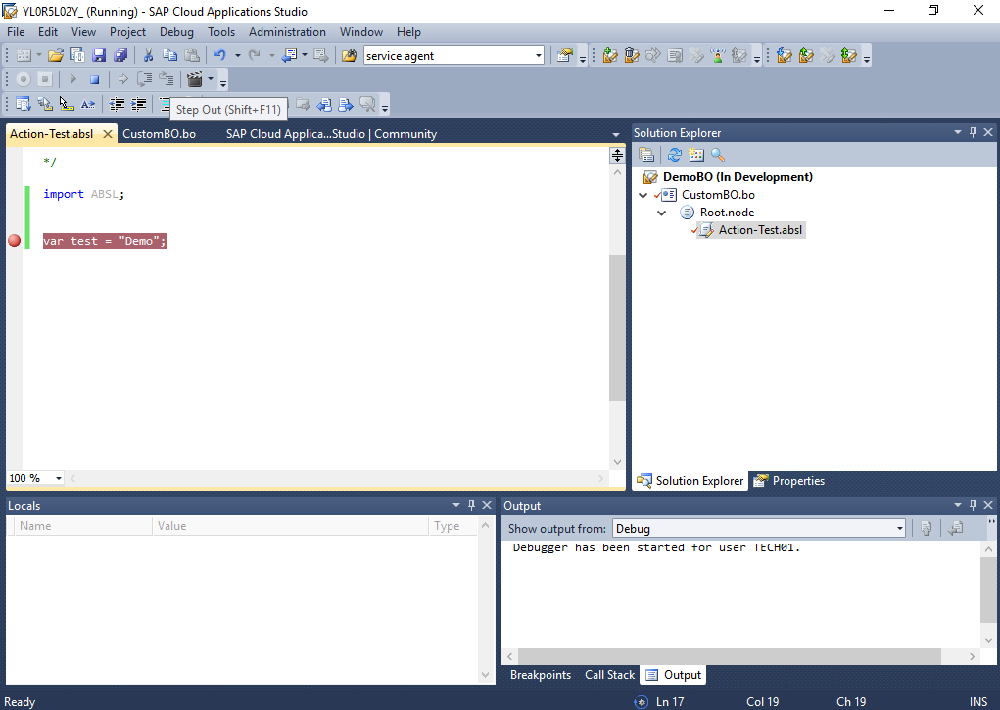 YL0R5L02Y_ (Running) - SAP Cloud Applications Studio
File Edit View Project Debug Tools Administration Window Help
service agent
Step Out (Shift+F11)
Action-Test.absl CustomBO.bo SAP Cloud Applica...Studio | Community
*/
import ABSL;
var test = "Demo";
100 %
Solution Explorer
DemoBO (In Development)
CustomBO.bo
Root.node
Action-Test.absl
Solution Explorer Properties
Locals
Name Value Type
Output
Show output from: Debug
Debugger has been started for user TECH01.
Breakpoints Call Stack Output
Ready Ln 17 Col 19 Ch 19 INS